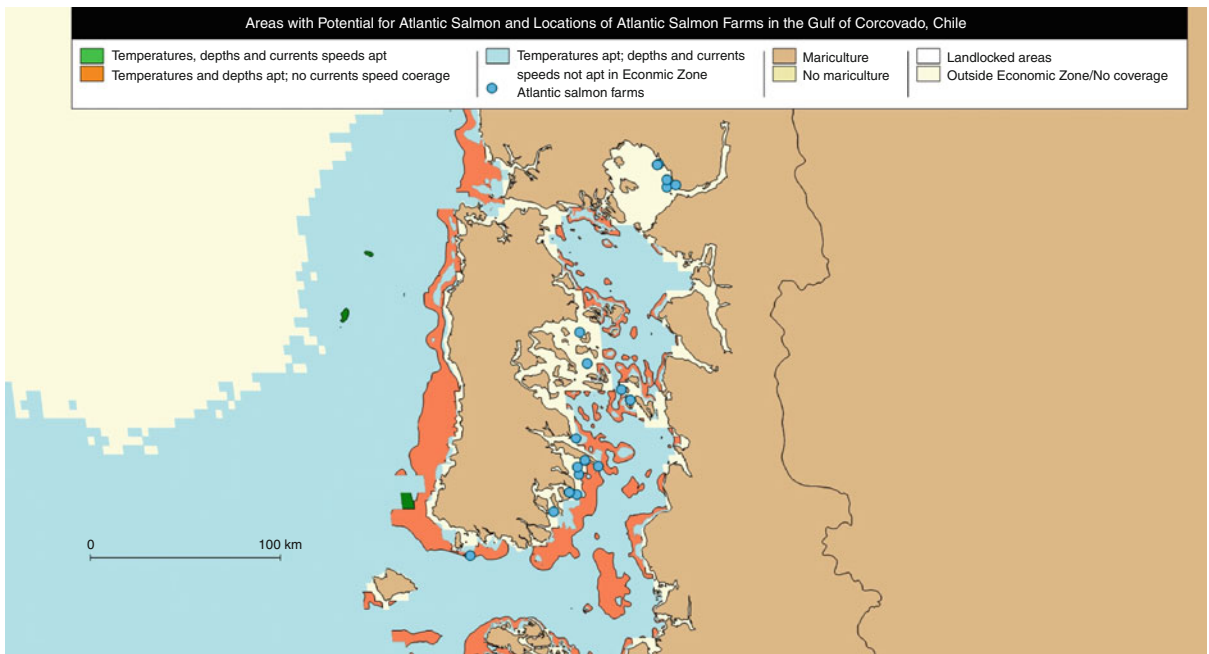 Areas with Potential for Atlantic Salmon and Locations of Atlantic Salmon Farms in the Gulf of Corcovado, Chile
Temperatures, depths and currents speeds apt
Temperatures and depths apt; no currents speed coerage
Temperatures apt; depths and currents
speeds not apt in Econmic Zone
Atlantic salmon farms
Mariculture
No mariculture
Landlocked areas
Outside Economic Zone/No coverage
0 100 km